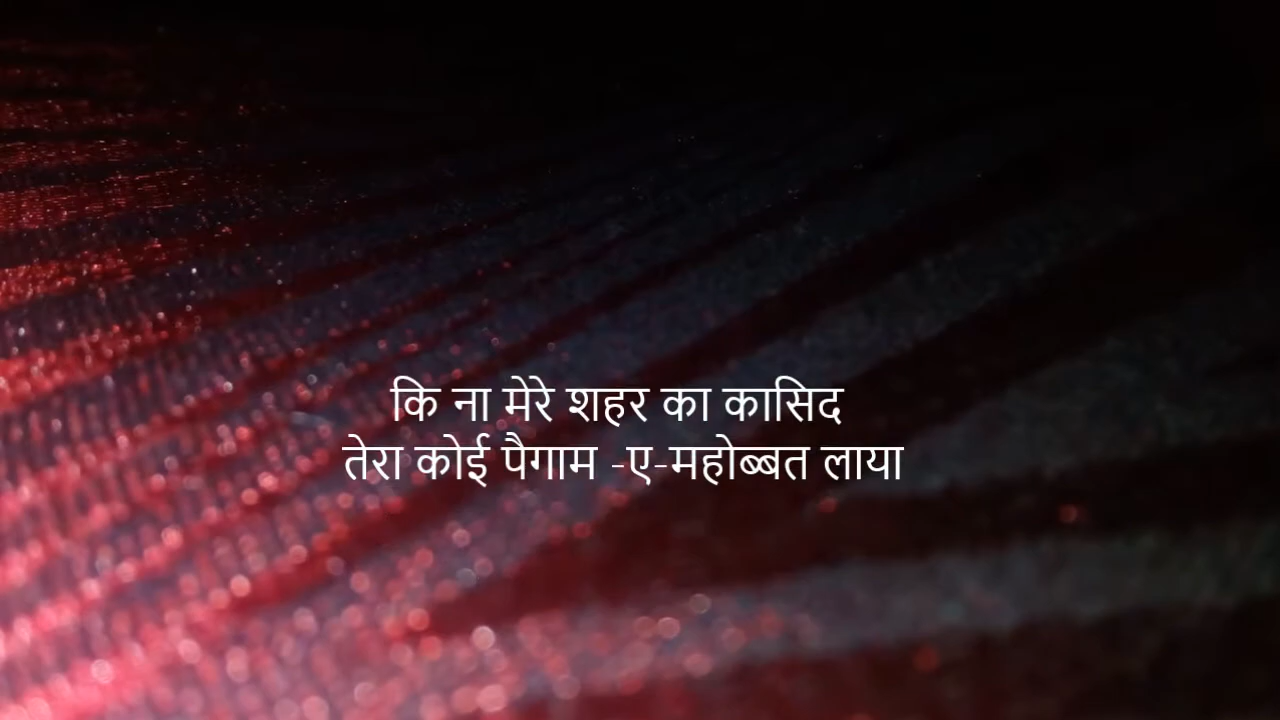 कि ना मेरे शहर का कासिद
तेरा कोई पैगाम -ए-महोब्बत लाया